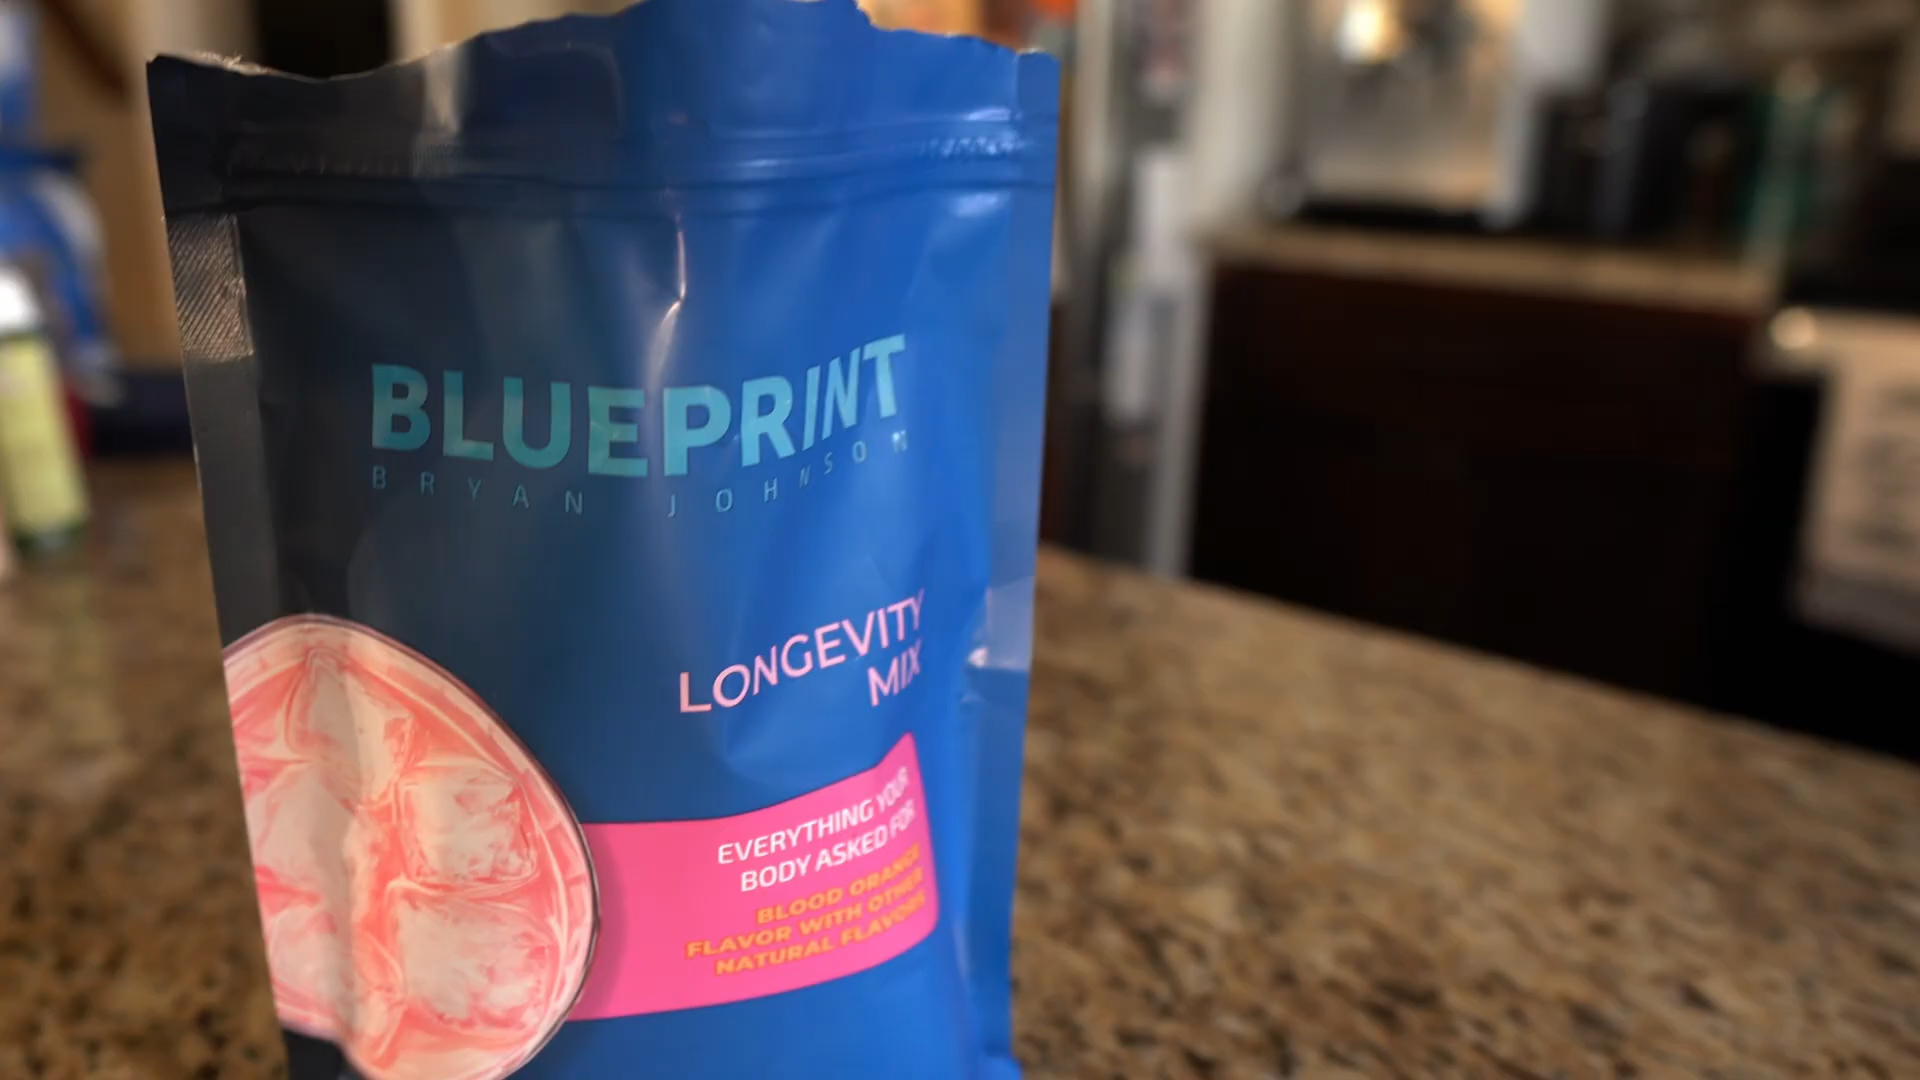 BLUEPRINT
BRYAN JOHNSON
LONGEVITY
MIX
EVERYTHING YOUR
BODY ASKED FOR
BLOOD ORANGE
FLAVOR WITH OTHER
NATURAL FLAVORS